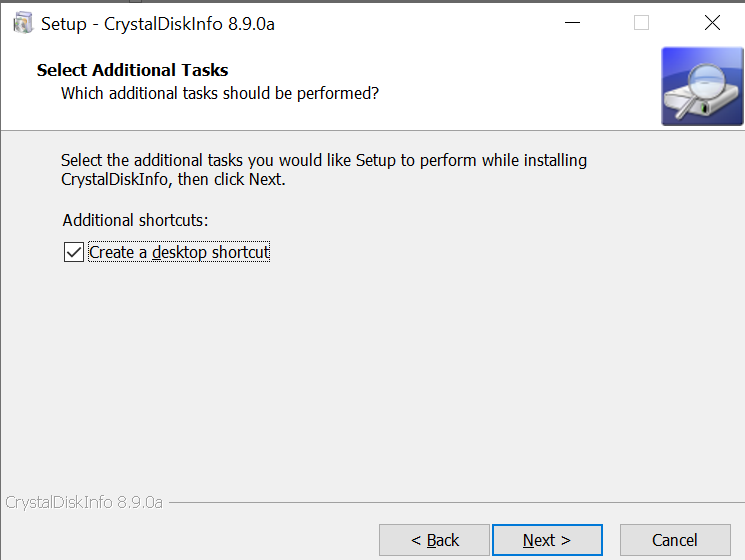 Setup - CrystalDiskInfo 8.9.0a
Select Additional Tasks
Which additional tasks should be performed?
Select the additional tasks you would like Setup to perform while installing
CrystalDiskInfo, then click Next.
Additional shortcuts:
Create a desktop shortcut
CrystalDiskInfo 8.9.0a
< Back
Next >
Cancel